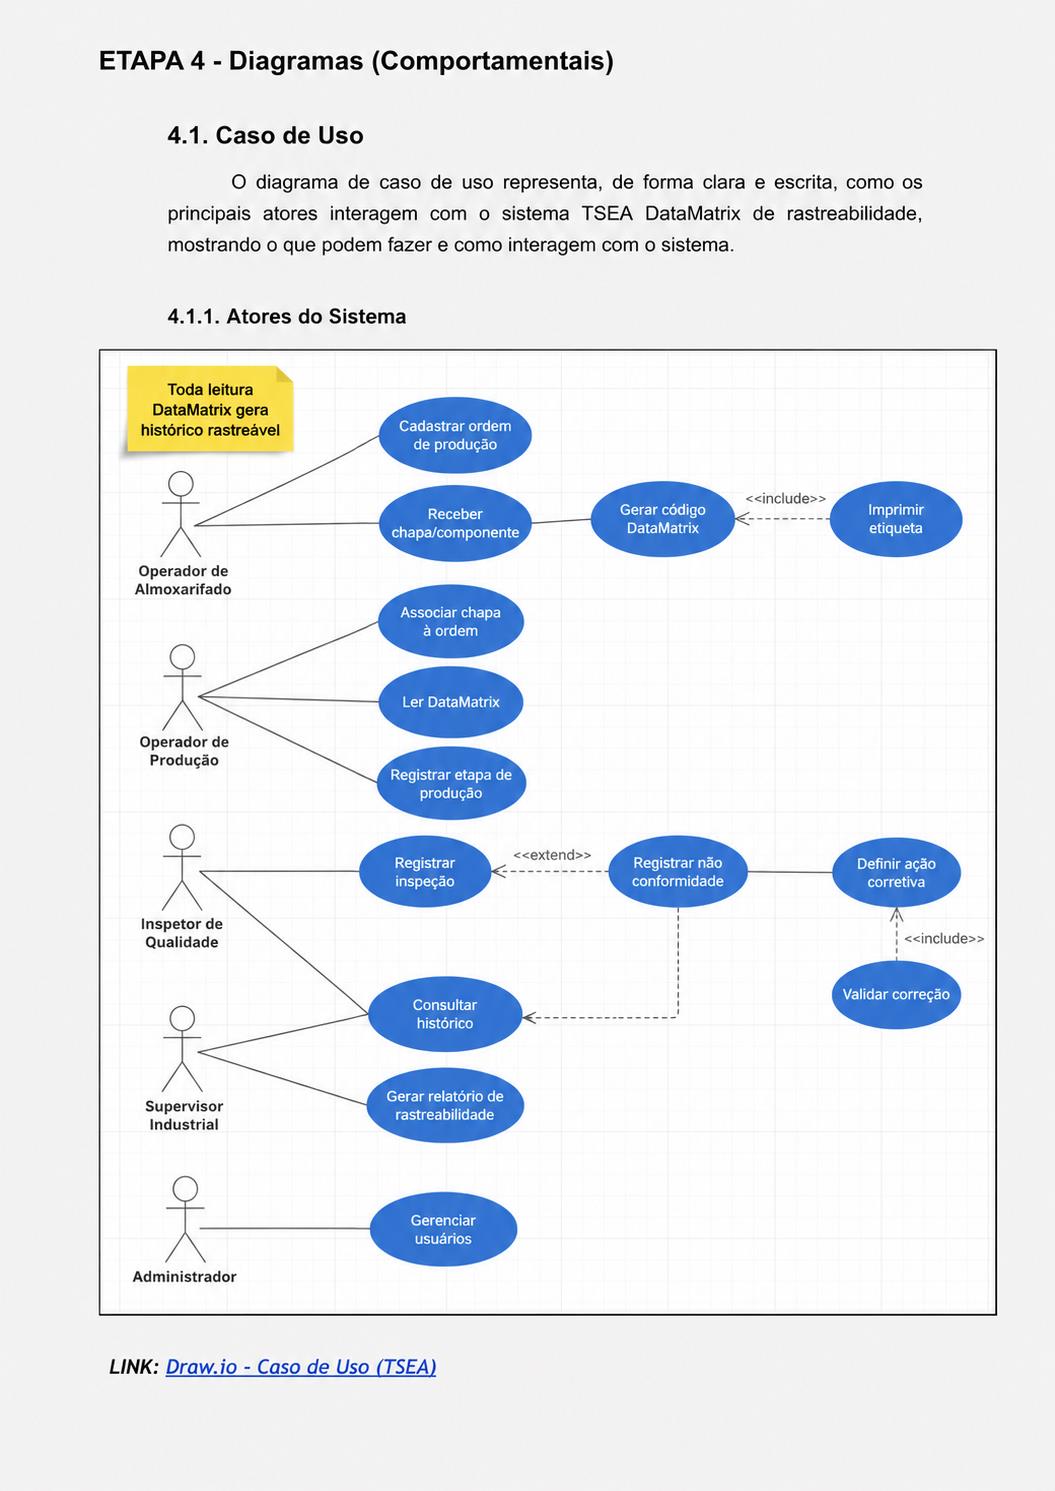 ETAPA 4 - Diagramas (Comportamentais)
4.1. Caso de Uso
O diagrama de caso de uso representa, de forma clara e escrita, como os
principais atores interagem com o sistema TSEA DataMatrix de rastreabilidade,
mostrando o que podem fazer e como interagem com o sistema.
4.1.1. Atores do Sistema
Toda leitura
DataMatrix gera
histórico rastreável
Cadastrar ordem
de produção
Operador de
Almoxarifado
Receber
chapa/componente
Gerar código
DataMatrix
<<include>>
Imprimir
etiqueta
Associar chapa
à ordem
Ler DataMatrix
Operador de
Produção
Registrar etapa de
produção
Registrar
inspeção
<<extend>>
Registrar não
conformidade
Definir ação
corretiva
Inspetor de
Qualidade
<<include>>
Validar correção
Consultar
histórico
Supervisor
Industrial
Gerar relatório de
rastreabilidade
Gerenciar
usuários
Administrador
LINK: Draw.io - Caso de Uso (TSEA)